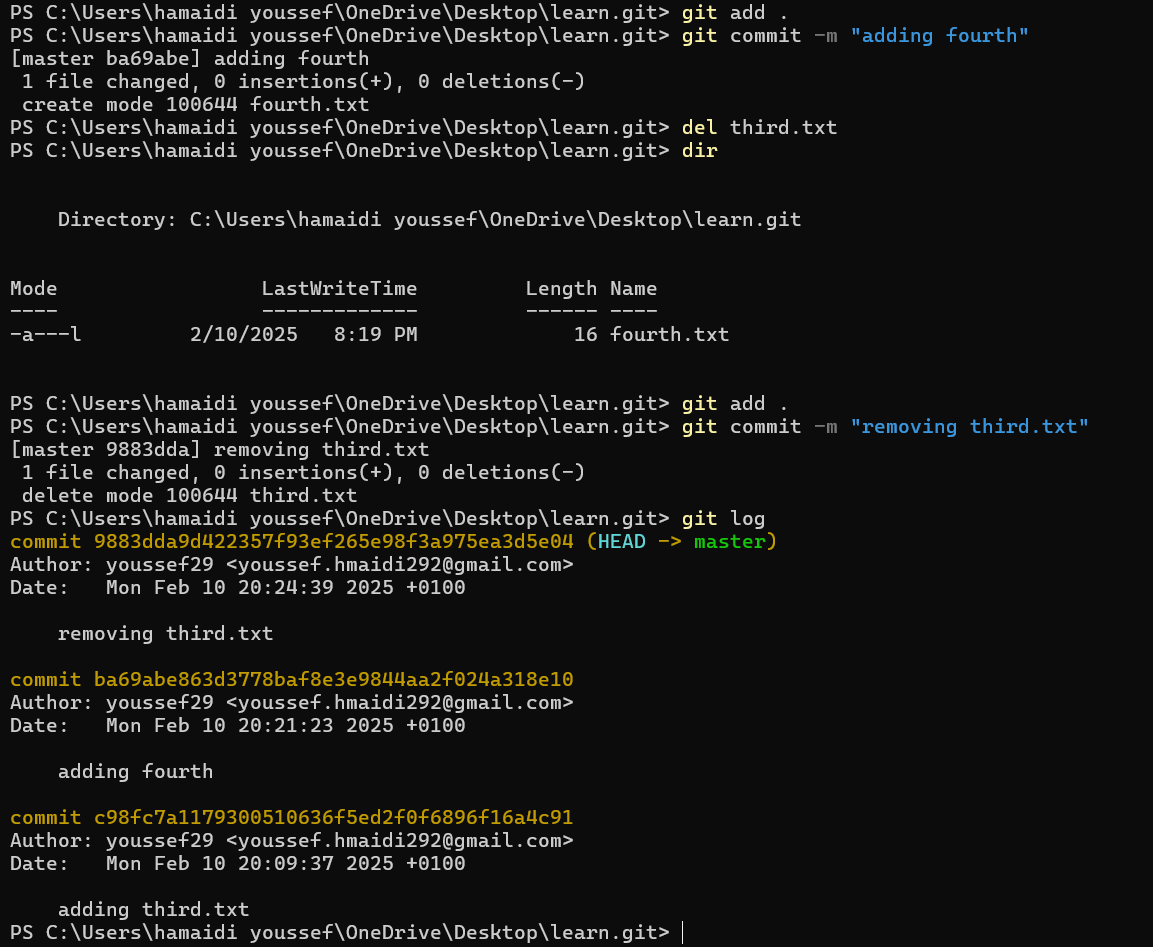 PS C:\Users\hamaidi youssef\OneDrive\Desktop\learn.git> git add .
PS C:\Users\hamaidi youssef\OneDrive\Desktop\learn.git> git commit -m "adding fourth"
[master ba69abe] adding fourth
 1 file changed, 0 insertions(+), 0 deletions(-)
 create mode 100644 fourth.txt
PS C:\Users\hamaidi youssef\OneDrive\Desktop\learn.git> del third.txt
PS C:\Users\hamaidi youssef\OneDrive\Desktop\learn.git> dir
    Directory: C:\Users\hamaidi youssef\OneDrive\Desktop\learn.git
Mode                 LastWriteTime         Length Name
----                 -------------         ------ ----
-a---l         2/10/2025   8:19 PM             16 fourth.txt
PS C:\Users\hamaidi youssef\OneDrive\Desktop\learn.git> git add .
PS C:\Users\hamaidi youssef\OneDrive\Desktop\learn.git> git commit -m "removing third.txt"
[master 9883dda] removing third.txt
 1 file changed, 0 insertions(+), 0 deletions(-)
 delete mode 100644 third.txt
PS C:\Users\hamaidi youssef\OneDrive\Desktop\learn.git> git log
commit 9883dda9d422357f93ef265e98f3a975ea3d5e04 (HEAD -> master)
Author: youssef29 <youssef.hmaidi292@gmail.com>
Date:   Mon Feb 10 20:24:39 2025 +0100
    removing third.txt
commit ba69abe863d3778baf8e3e9844aa2f024a318e10
Author: youssef29 <youssef.hmaidi292@gmail.com>
Date:   Mon Feb 10 20:21:23 2025 +0100
    adding fourth
commit c98fc7a1179300510636f5ed2f0f6896f16a4c91
Author: youssef29 <youssef.hmaidi292@gmail.com>
Date:   Mon Feb 10 20:09:37 2025 +0100
    adding third.txt
PS C:\Users\hamaidi youssef\OneDrive\Desktop\learn.git>